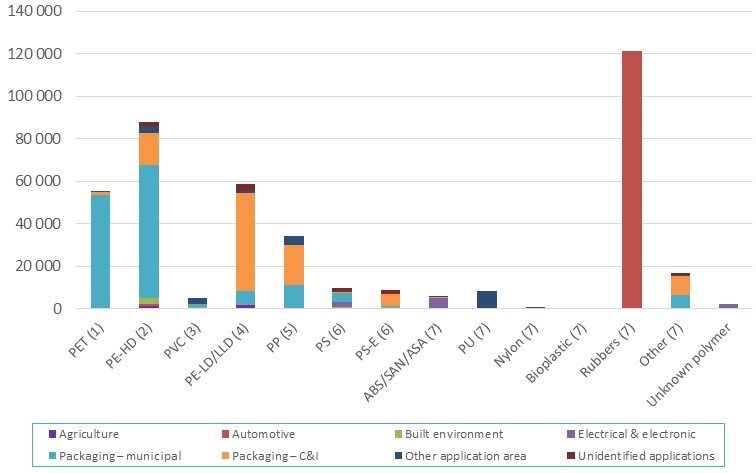 140 000
120 000
100 000
80 000
60 000
40 000
20 000
0
PET (1)
PE-HD (2)
PVC (3)
PE-LD/LLD (4)
PP (5)
PS (6)
PS-E (6)
ABS/SAN/ASA (7)
PU (7)
Nylon (7)
Bioplastic (7)
Rubbers (7)
Other (7)
Unknown polymer
Agriculture Automotive Built environment Electrical & electronic
Packaging – municipal Packaging – C&I Other application area Unidentified applications